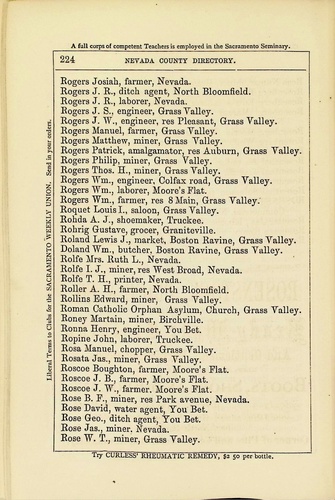 A full corps of competent Teachers is employed in the Sacramento Seminary.
224 NEVADA COUNTY DIRECTORY.
Liberal Terms to Clubs for the SACRAMENTO WEEKLY UNION. Send in your orders.
Rogers Josiah, farmer, Nevada.
Rogers J. R., ditch agent, North Bloomfield.
Rogers J. R., laborer, Nevada.
Rogers J. S., engineer, Grass Valley.
Rogers J. W., engineer, res Pleasant, Grass Valley.
Rogers Manuel, farmer, Grass Valley.
Rogers Matthew, miner, Grass Valley.
Rogers Patrick, amalgamator, res Auburn, Grass Valley.
Rogers Philip, miner, Grass Valley.
Rogers Thos. H., miner, Grass Valley.
Rogers Wm., engineer, Colfax road, Grass Valley.
Rogers Wm., laborer, Moore's Flat.
Rogers Wm., farmer, res 8 Main, Grass Valley.
Roquet Louis I., saloon, Grass Valley.
Rohda A. J., shoemaker, Truckee.
Rohrig Gustave, grocer, Graniteville.
Roland Lewis J., market, Boston Ravine, Grass Valley.
Doland Wm., butcher, Boston Ravine, Grass Valley.
Rolfe Mrs. Ruth L., Nevada.
Rolfe I. J., miner, res West Broad, Nevada.
Rolfe T. H., printer, Nevada.
Roller A. H., farmer, North Bloomfield.
Rollins Edward, miner, Grass Valley.
Roman Catholic Orphan Asylum, Church, Grass Valley.
Roney Martain, miner, Birchville.
Ronna Henry, engineer, You Bet.
Ropine John, laborer, Truckee.
Rosa Manuel, chopper, Grass Valley.
Rosata Jas., miner, Grass Valley.
Roscoe Boughton, farmer, Moore's Flat.
Roscoe J. B., farmer, Moore's Flat.
Roscoe J. W., farmer. Moore's Flat.
Rose B. F., miner, res Park avenue, Nevada.
Rose David, water agent, You Bet.
Rose Geo., ditch agent, You Bet.
Rose Jas., miner. Nevada.
Rose W. T., miner, Grass Valley.
Try CURLESS' RHEUMATIC REMEDY, $2 50 per bottle.